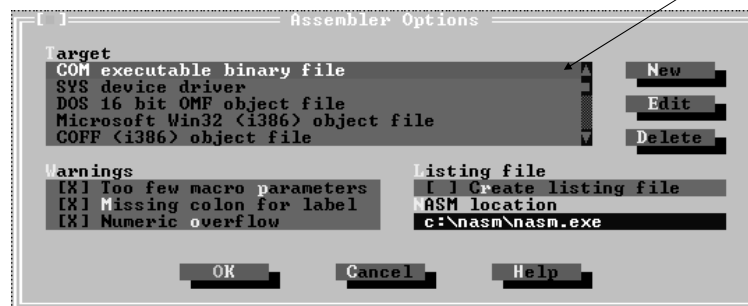 [ ] Assembler Options
Target
COM executable binary file
SYS device driver
DOS 16 bit OMF object file
Microsoft Win32 (i386) object file
COFF (i386) object file
New
Edit
Delete
Warnings
[X] Too few macro parameters
[X] Missing colon for label
[X] Numeric overflow
Listing file
[ ] Create listing file
NASM location
c:\nasm\nasm.exe
OK
Cancel
Help